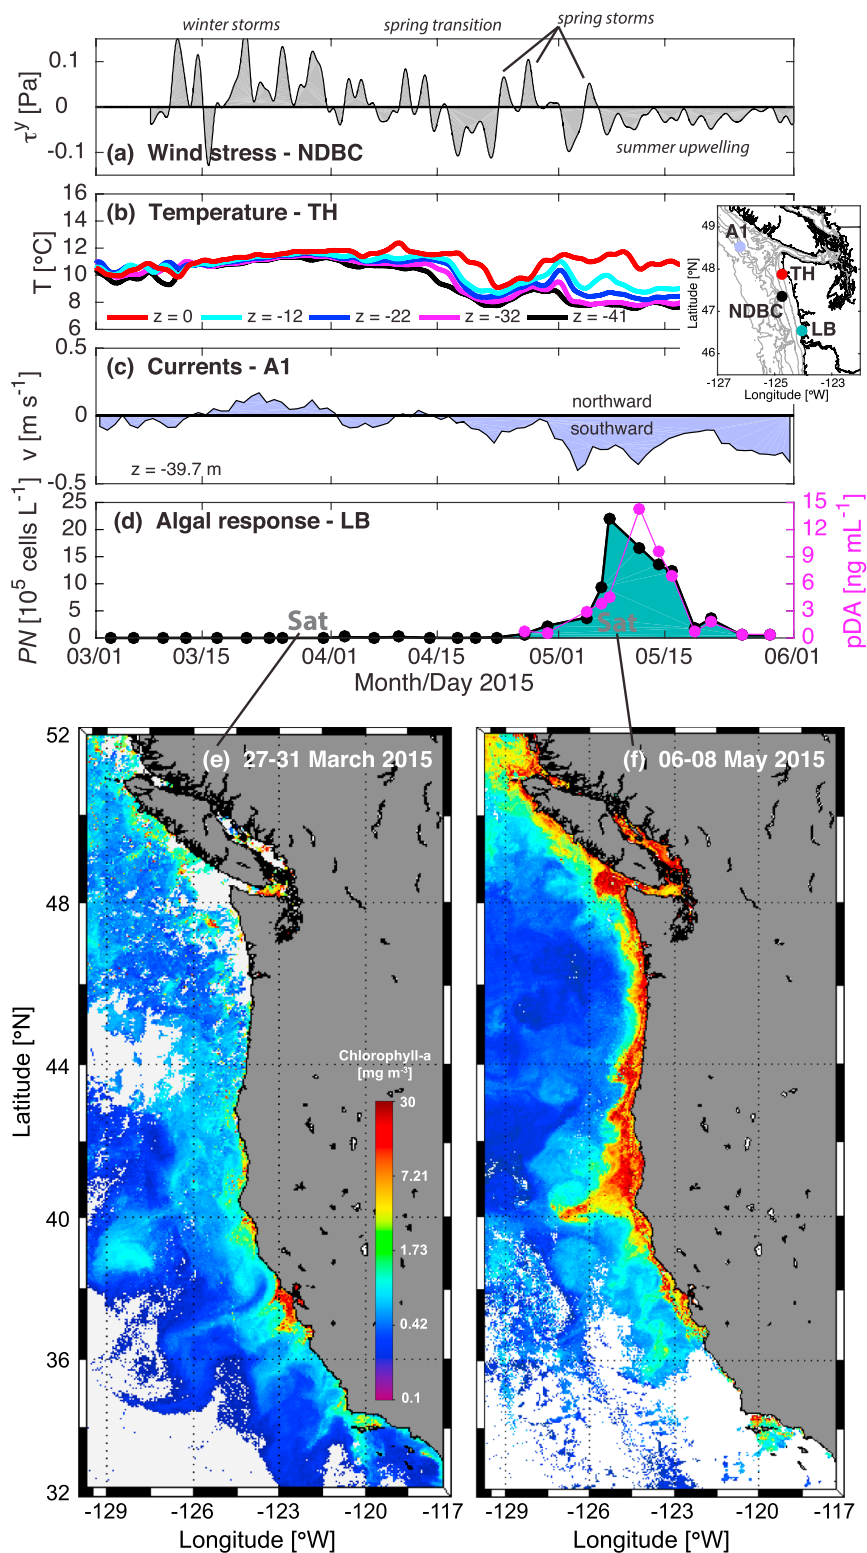 winter storms
spring transition
spring storms
0.1
0
-0.1
τʸ [Pa]
(a) Wind stress - NDBC
summer upwelling
16
14
12
10
8
6
T [°C]
(b) Temperature - TH
z = 0
z = -12
z = -22
z = -32
z = -41
49
48
47
46
Latitude [ºN]
A1
TH
NDBC
LB
-127
-125
-123
Longitude [ºW]
0.5
0
-0.5
v [m s⁻¹]
(c) Currents - A1
northward
southward
z = -39.7 m
25
20
15
10
5
0
PN [10⁵ cells L⁻¹]
(d) Algal response - LB
15
12
9
6
3
0
pDA [ng mL⁻¹]
Sat
Sat
03/01
03/15
04/01
04/15
05/01
05/15
06/01
Month/Day 2015
(e) 27-31 March 2015
(f) 06-08 May 2015
52
48
44
40
36
32
Latitude [ºN]
Chlorophyll-a
[mg m⁻³]
30
7.21
1.73
0.42
0.1
-129
-126
-123
-120
-117
Longitude [ºW]
-129
-126
-123
-120
-117
Longitude [ºW]